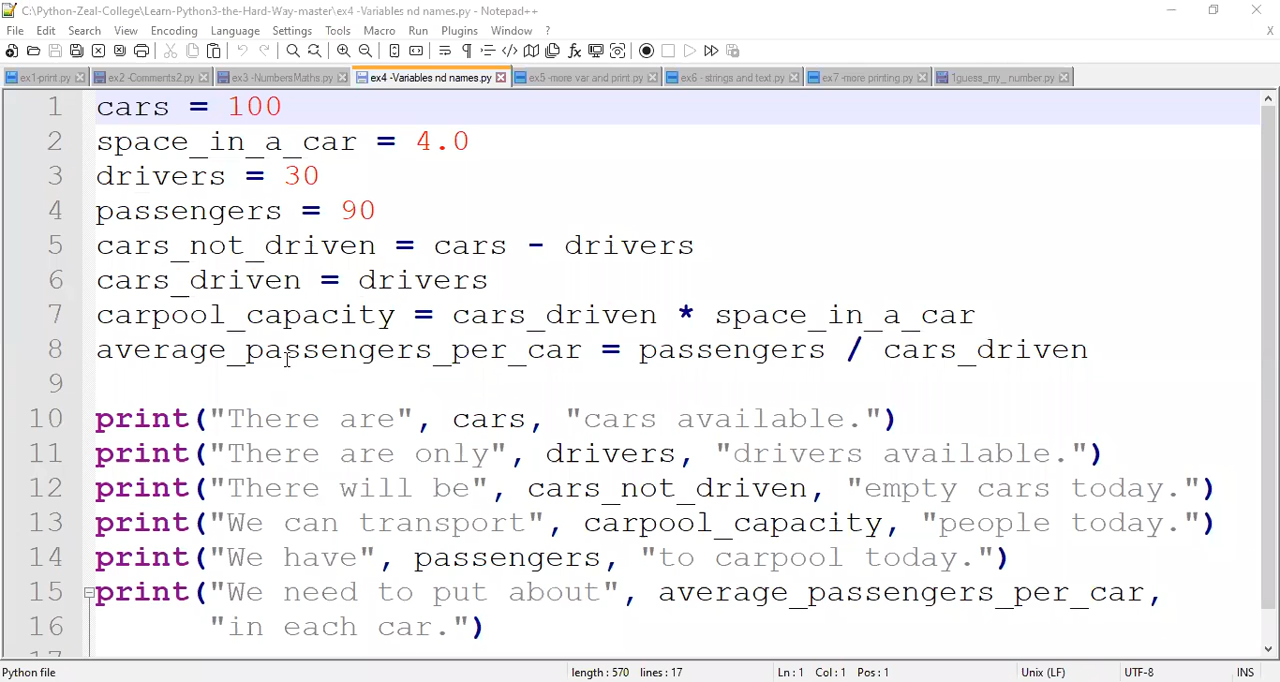 C:\Python-Zeal-College\Learn-Python3-the-Hard-Way-master\ex4 -Variables nd names.py - Notepad++
File Edit Search View Encoding Language Settings Tools Macro Run Plugins Window ? X
ex1-print.py ex2 -Comments2.py ex3 -NumbersMaths.py ex4 -Variables nd names.py ex5 -more var and print.py ex6 - strings and text.py ex7 -more printing.py 1guess_my_ number.py
1 cars = 100
2 space_in_a_car = 4.0
3 drivers = 30
4 passengers = 90
5 cars_not_driven = cars - drivers
6 cars_driven = drivers
7 carpool_capacity = cars_driven * space_in_a_car
8 average_passengers_per_car = passengers / cars_driven
9
10 print("There are", cars, "cars available.")
11 print("There are only", drivers, "drivers available.")
12 print("There will be", cars_not_driven, "empty cars today.")
13 print("We can transport", carpool_capacity, "people today.")
14 print("We have", passengers, "to carpool today.")
15 print("We need to put about", average_passengers_per_car,
16 "in each car.")
17
Python file length : 570 lines : 17 Ln : 1 Col : 1 Pos : 1 Unix (LF) UTF-8 INS